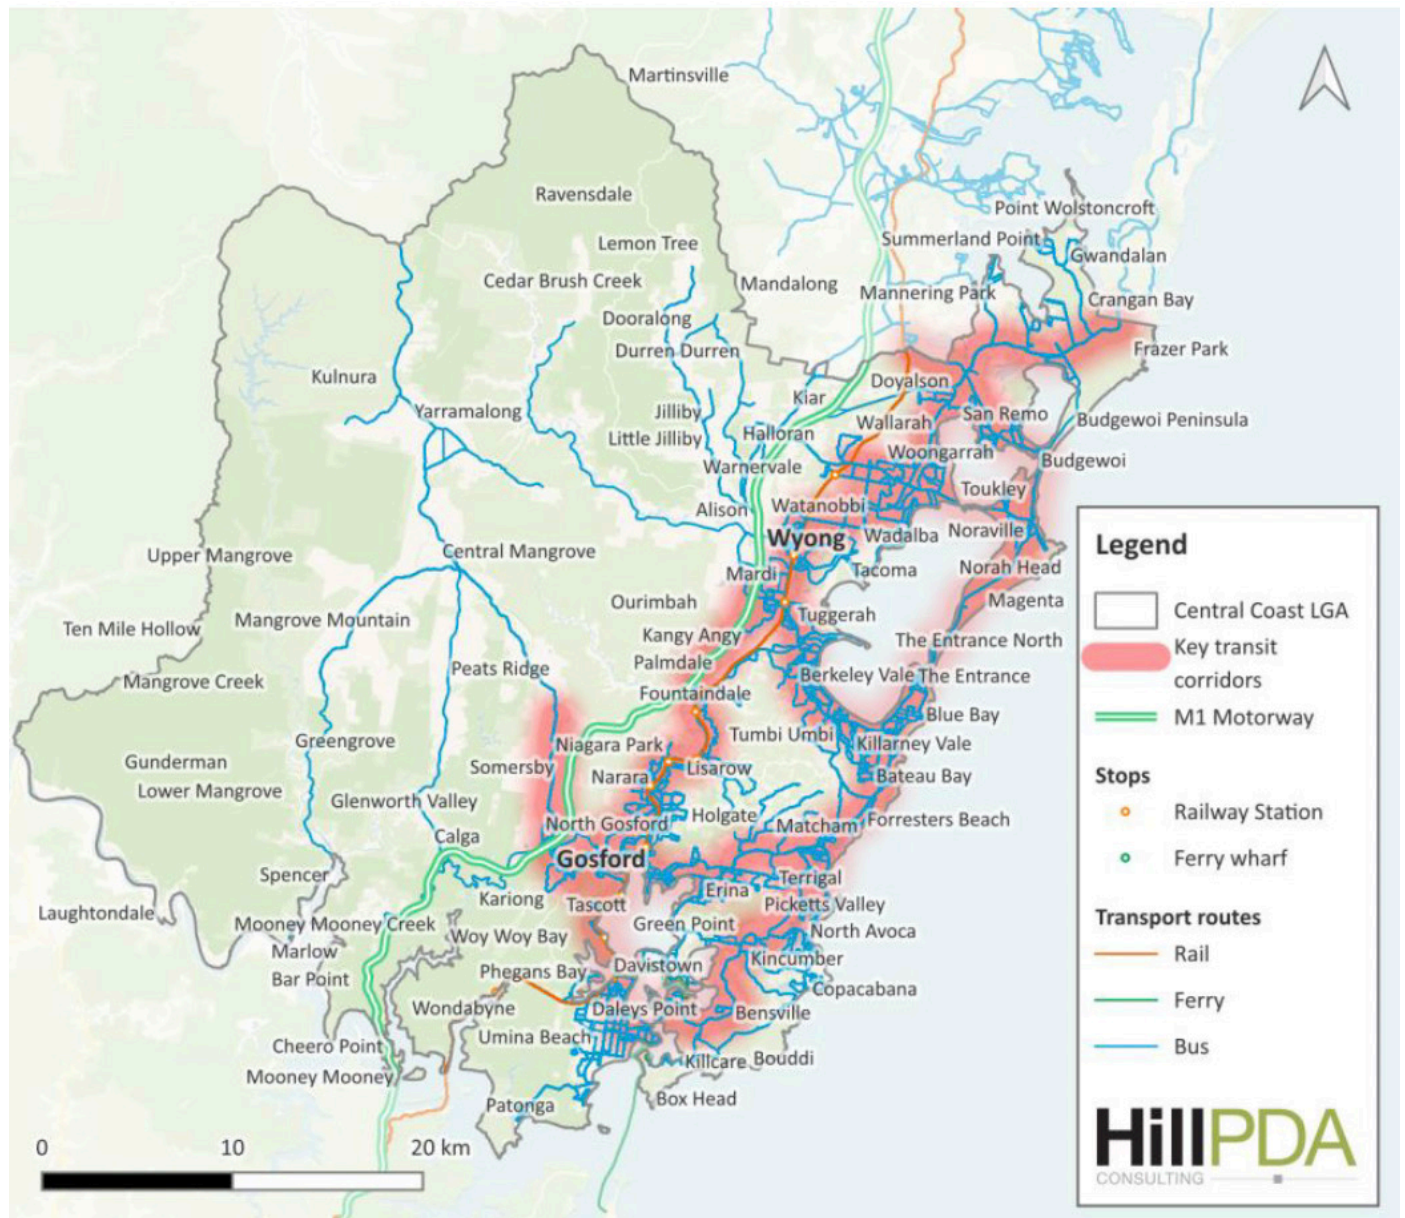 Martinsville
Ravensdale
Point Wolstoncroft
Lemon Tree
Summerland Point
Gwandalan
Cedar Brush Creek
Mandalong
Mannering Park
Crangan Bay
Dooralong
Durren Durren
Frazer Park
Kulnura
Doyalson
Kiar
Yarramalong
Jilliby
San Remo
Budgewoi Peninsula
Wallarah
Little Jilliby
Halloran
Woongarrah
Budgewoi
Warnervale
Toukley
Alison
Watanobbi
Noraville
Wyong
Wadalba
Upper Mangrove
Central Mangrove
Mardi
Tacoma
Norah Head
Ourimbah
Magenta
Mangrove Mountain
Tuggerah
Ten Mile Hollow
Kangy Angy
The Entrance North
Palmdale
Peats Ridge
Berkeley Vale
The Entrance
Mangrove Creek
Fountaindale
Blue Bay
Tumbi Umbi
Greengrove
Niagara Park
Killarney Vale
Gunderman
Somersby
Narara
Lisarow
Bateau Bay
Lower Mangrove
Glenworth Valley
Holgate
North Gosford
Matcham
Forresters Beach
Calga
Gosford
Spencer
Terrigal
Kariong
Erina
Tascott
Picketts Valley
Laughtondale
Mooney Mooney Creek
Green Point
North Avoca
Woy Woy Bay
Marlow
Kincumber
Phegans Bay
Davistown
Bar Point
Copacabana
Wondabyne
Daleys Point
Bensville
Umina Beach
Cheero Point
Killcare
Bouddi
Mooney Mooney
Patonga
Box Head
0 10 20 km
Legend
Central Coast LGA
Key transit
corridors
M1 Motorway
Stops
Railway Station
Ferry wharf
Transport routes
Rail
Ferry
Bus
HillPDA
CONSULTING